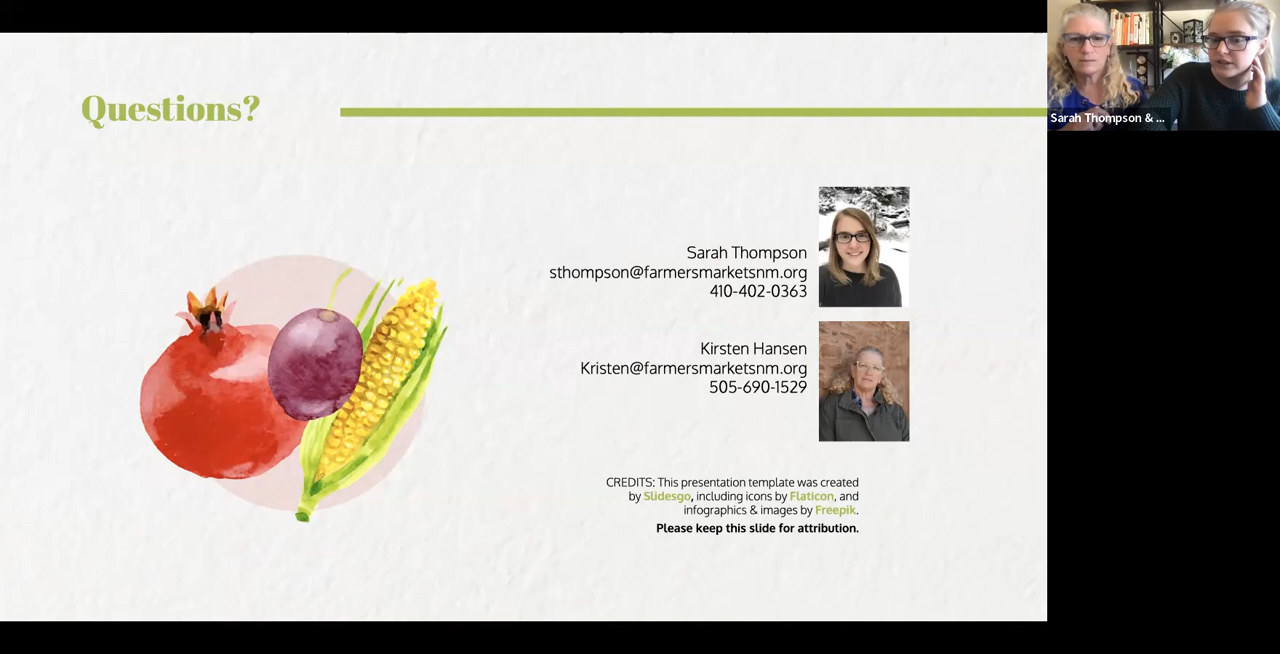 Questions?
Sarah Thompson & ...
Sarah Thompson
sthompson@farmersmarketsnm.org
410-402-0363
Kirsten Hansen
Kristen@farmersmarketsnm.org
505-690-1529
CREDITS: This presentation template was created
by Slidesgo, including icons by Flaticon, and
infographics & images by Freepik.
Please keep this slide for attribution.